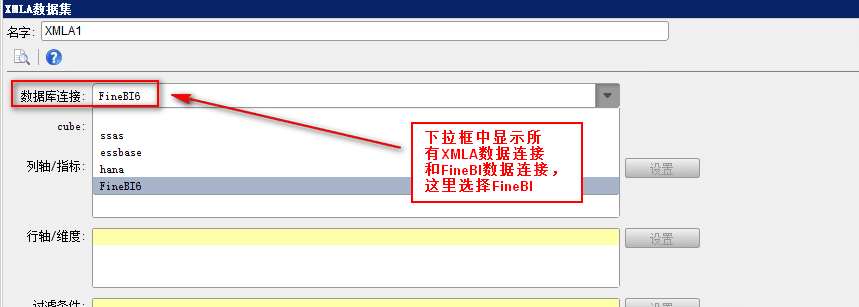 XMLA数据集
名字: XMLA1
数据库连接: FineBI6
cube:
ssas
essbase
hana
FineBI6
下拉框中显示所
有XMLA数据连接
和FineBI数据连接，
这里选择FineBI
列轴/指标: 设置
行轴/维度: 设置
过滤条件: 设置